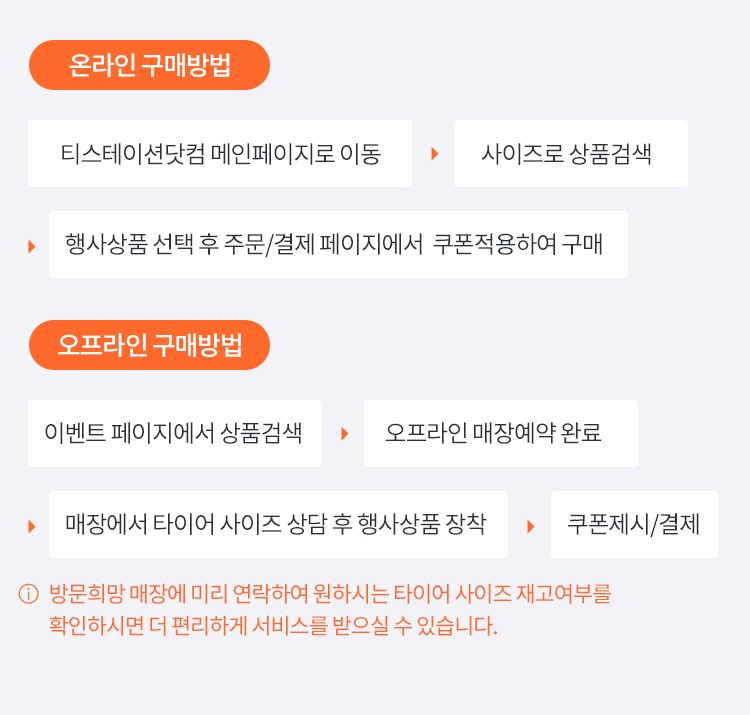 온라인 구매방법
티스테이션닷컴 메인페이지로 이동
사이즈로 상품검색
행사상품 선택 후 주문/결제 페이지에서 쿠폰적용하여 구매
오프라인 구매방법
이벤트 페이지에서 상품검색
오프라인 매장예약 완료
매장에서 타이어 사이즈 상담 후 행사상품 장착
쿠폰제시/결제
방문희망 매장에 미리 연락하여 원하시는 타이어 사이즈 재고여부를
확인하시면 더 편리하게 서비스를 받으실 수 있습니다.